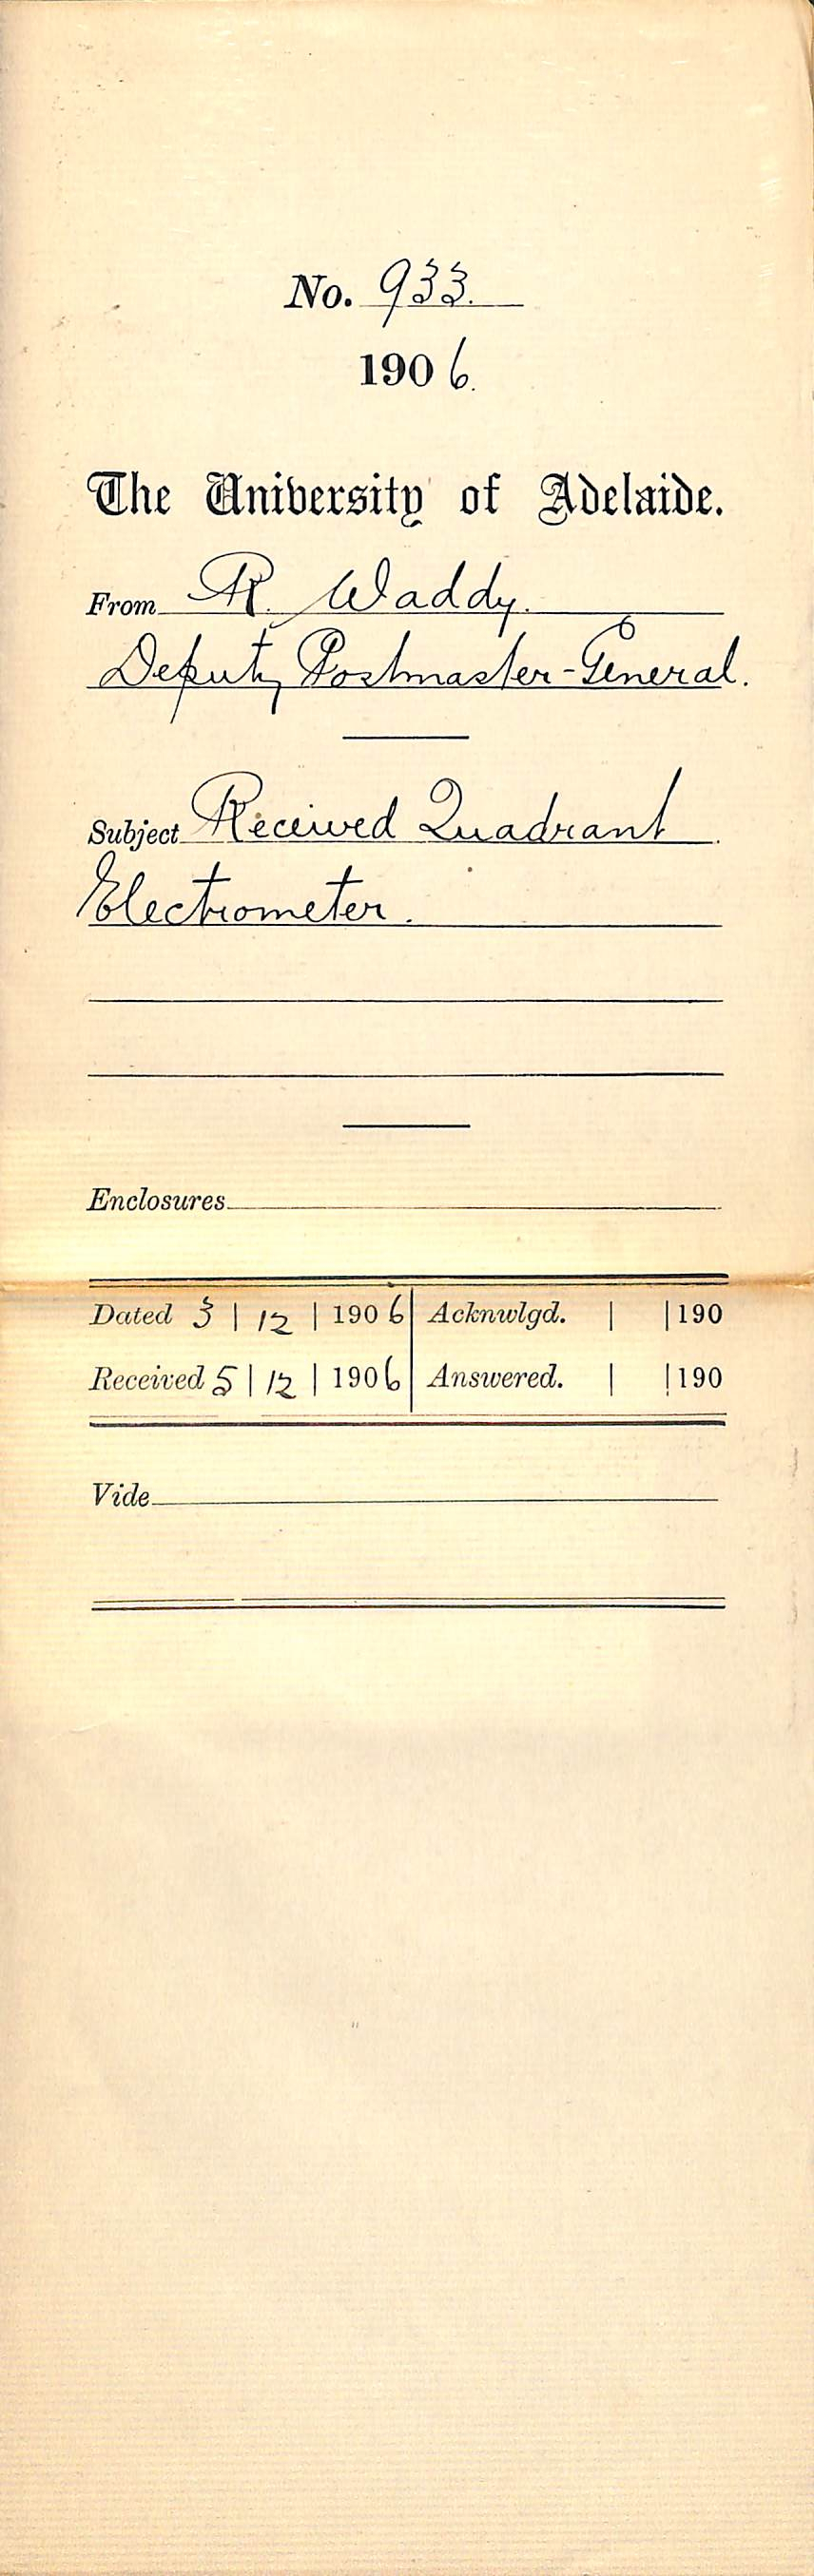 No. 933.
1906.
The University of Adelaide.
From R. Waddy.
Deputy Postmaster-General.
Subject Received Quadrant
Electrometer.
Enclosures
Dated 3 | 12 | 1906 Acknwlgd. | | 190
Received 5 | 12 | 1906 Answered. | | 190
Vide